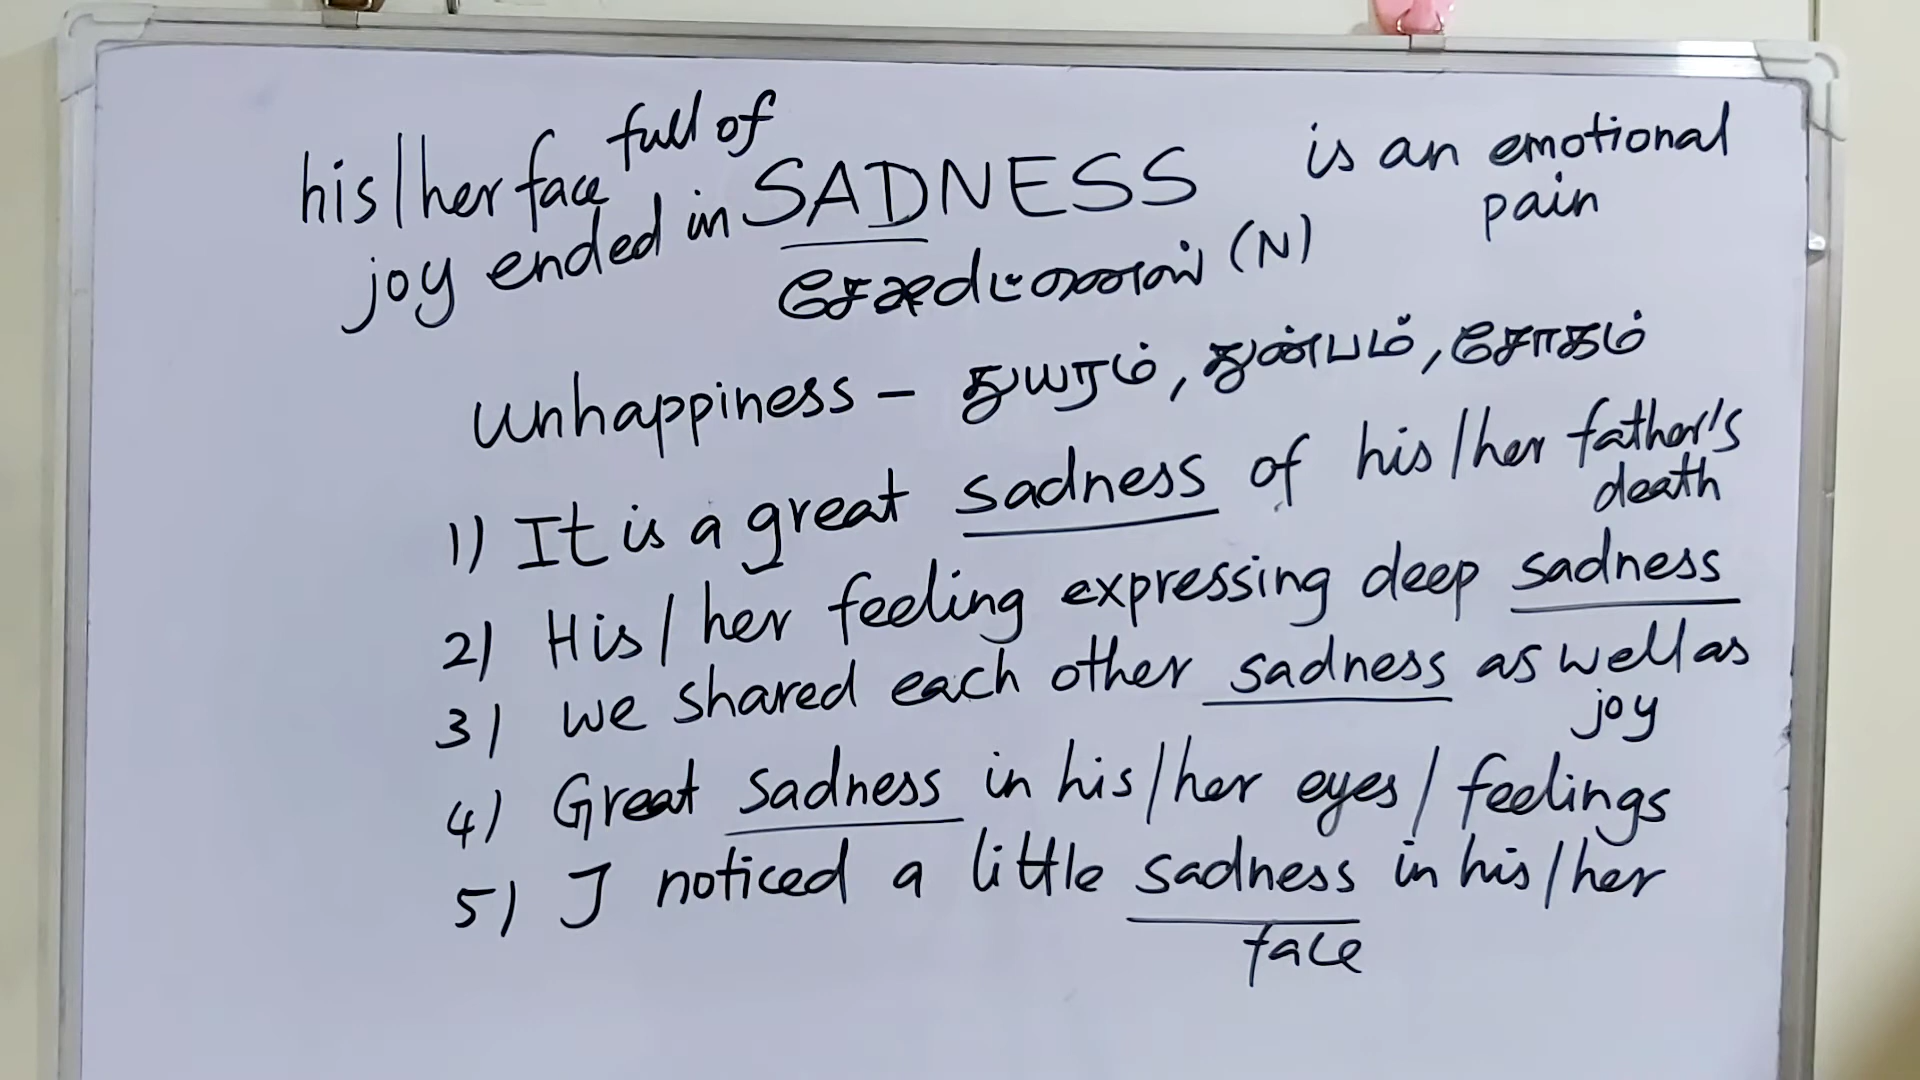 his/her face full of
joy ended in SADNESS is an emotional
pain
(N)
unhappiness – துயரம், துன்பம், சோகம்
1) It is a great sadness of his/her father's
death
2) His/her feeling expressing deep sadness
3) we shared each other sadness as well as
joy
4) Great sadness in his/her eyes/feelings
5) I noticed a little sadness in his/her
face